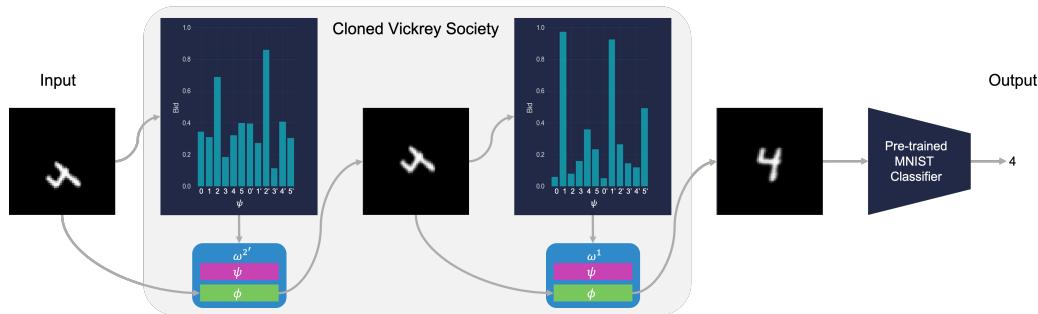 Cloned Vickrey Society
Input
Output
1.0
0.8
0.6
0.4
0.2
0.0
Bid
0 1 2 3 4 5 0' 1' 2' 3' 4' 5'
ψ
1.0
0.8
0.6
0.4
0.2
0.0
Bid
0 1 2 3 4 5 0' 1' 2' 3' 4' 5'
ψ
4
Pre-trained
MNIST
Classifier
4
ω²′
ψ
ϕ
ω¹
ψ
ϕ